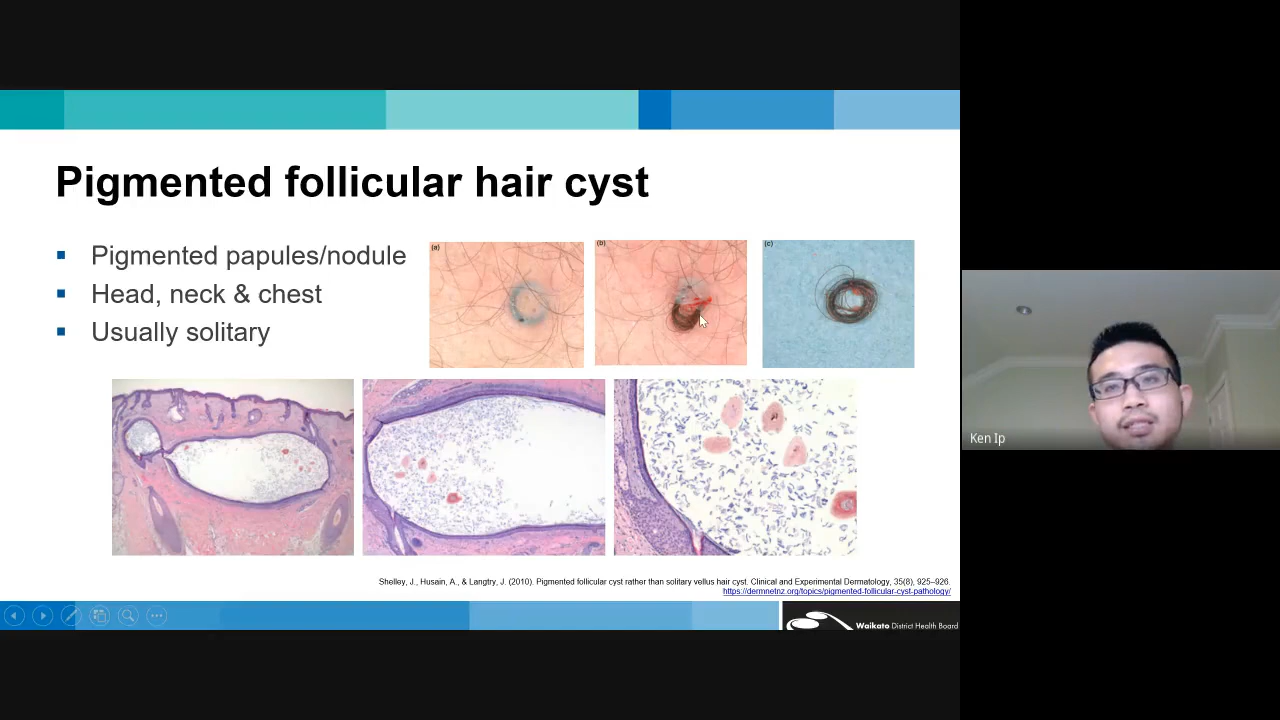 Pigmented follicular hair cyst
Pigmented papules/nodule
Head, neck & chest
Usually solitary
(a)
(b)
(c)
Ken Ip
Shelley, J., Husain, A., & Langtry, J. (2010). Pigmented follicular cyst rather than solitary vellus hair cyst. Clinical and Experimental Dermatology, 35(8), 925–926.
https://dermnetnz.org/topics/pigmented-follicular-cyst-pathology/
Waikato District Health Board